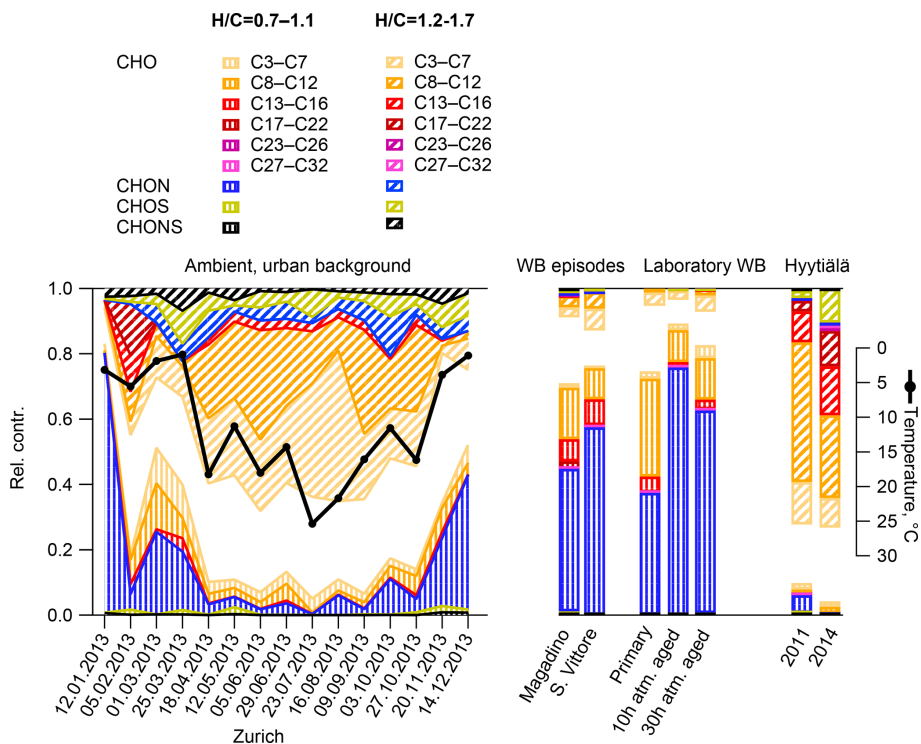 H/C=0.7–1.1 H/C=1.2-1.7
CHO C3–C7 C3–C7
C8–C12 C8–C12
C13–C16 C13–C16
C17–C22 C17–C22
C23–C26 C23–C26
C27–C32 C27–C32
CHON
CHOS
CHONS
Ambient, urban background WB episodes Laboratory WB Hyytiälä
Rel. contr.
1.0
0.8
0.6
0.4
0.2
0.0
0
5
10
15
20
25
30
Temperature, °C
12.01.2013
05.02.2013
01.03.2013
25.03.2013
18.04.2013
12.05.2013
05.06.2013
29.06.2013
23.07.2013
16.08.2013
09.09.2013
03.10.2013
27.10.2013
20.11.2013
14.12.2013
Magadino
S. Vittore
Primary
10h atm. aged
30h atm. aged
2011
2014
Zurich